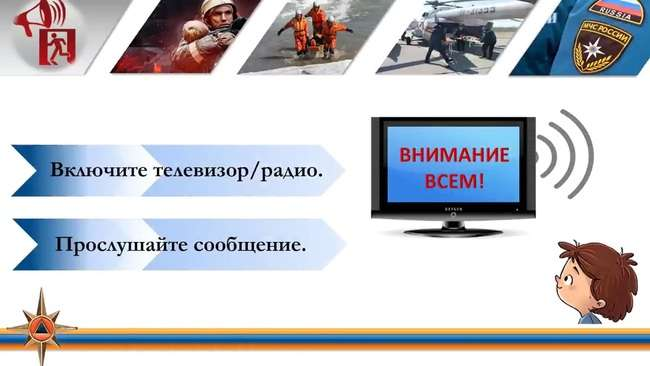 RUSSIA
МЧС РОССИИ
Включите телевизор/радио.
ВНИМАНИЕ
ВСЕМ!
Прослушайте сообщение.